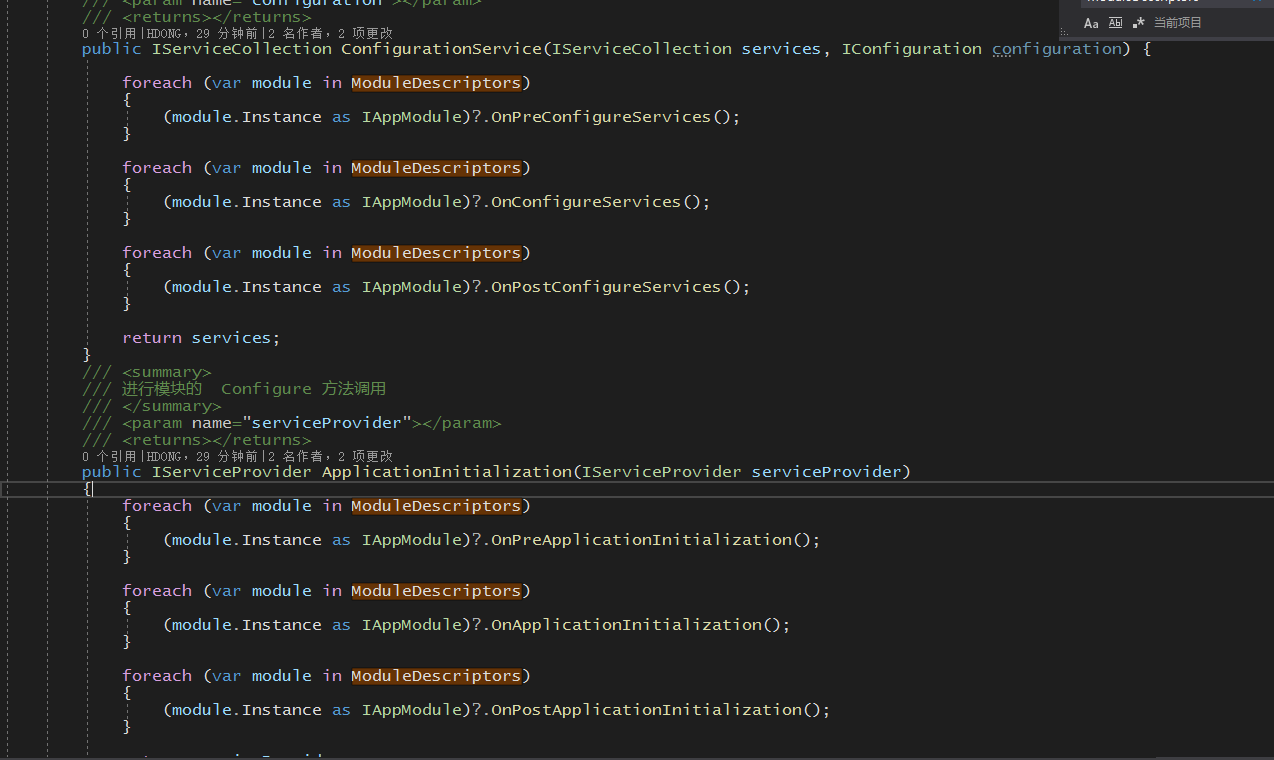 /// <param name="configuration"></param>
/// <returns></returns>
0 个引用|HDONG，29 分钟前|2 名作者，2 项更改
public IServiceCollection ConfigurationService(IServiceCollection services, IConfiguration configuration) {
foreach (var module in ModuleDescriptors)
{
(module.Instance as IAppModule)?.OnPreConfigureServices();
}
foreach (var module in ModuleDescriptors)
{
(module.Instance as IAppModule)?.OnConfigureServices();
}
foreach (var module in ModuleDescriptors)
{
(module.Instance as IAppModule)?.OnPostConfigureServices();
}
return services;
}
/// <summary>
/// 进行模块的  Configure 方法调用
/// </summary>
/// <param name="serviceProvider"></param>
/// <returns></returns>
0 个引用|HDONG，29 分钟前|2 名作者，2 项更改
public IServiceProvider ApplicationInitialization(IServiceProvider serviceProvider)
{
foreach (var module in ModuleDescriptors)
{
(module.Instance as IAppModule)?.OnPreApplicationInitialization();
}
foreach (var module in ModuleDescriptors)
{
(module.Instance as IAppModule)?.OnApplicationInitialization();
}
foreach (var module in ModuleDescriptors)
{
(module.Instance as IAppModule)?.OnPostApplicationInitialization();
}
ModuleDescriptors
Aa Ab .* 当前项目